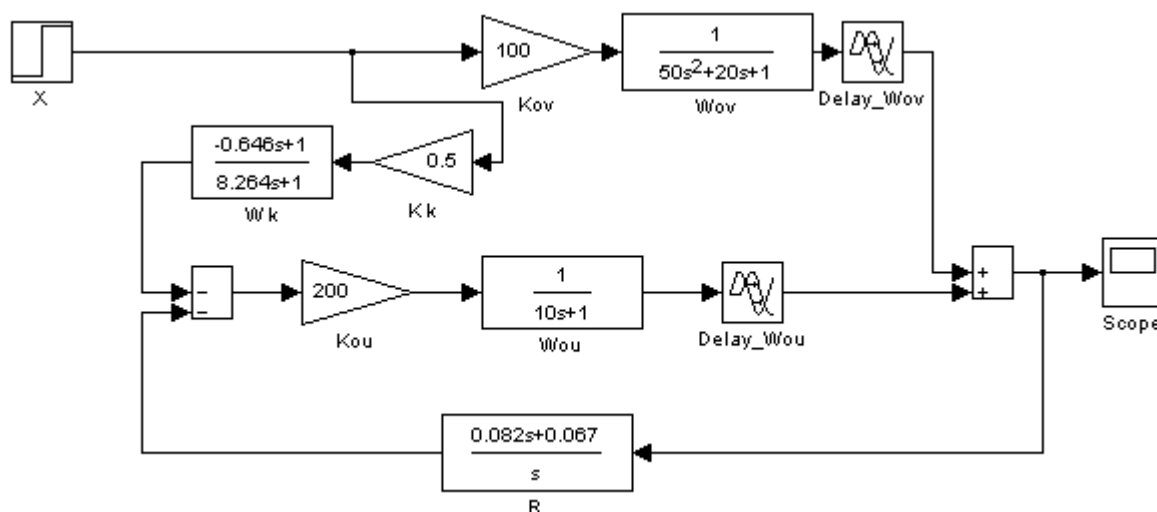 X
100
Kov
1
50s²+20s+1
Wov
Delay_Wov
-0.646s+1
8.264s+1
Wk
0.5
Kk
−
−
200
Kou
1
10s+1
Wou
Delay_Wou
+
+
Scope
0.082s+0.067
s
R